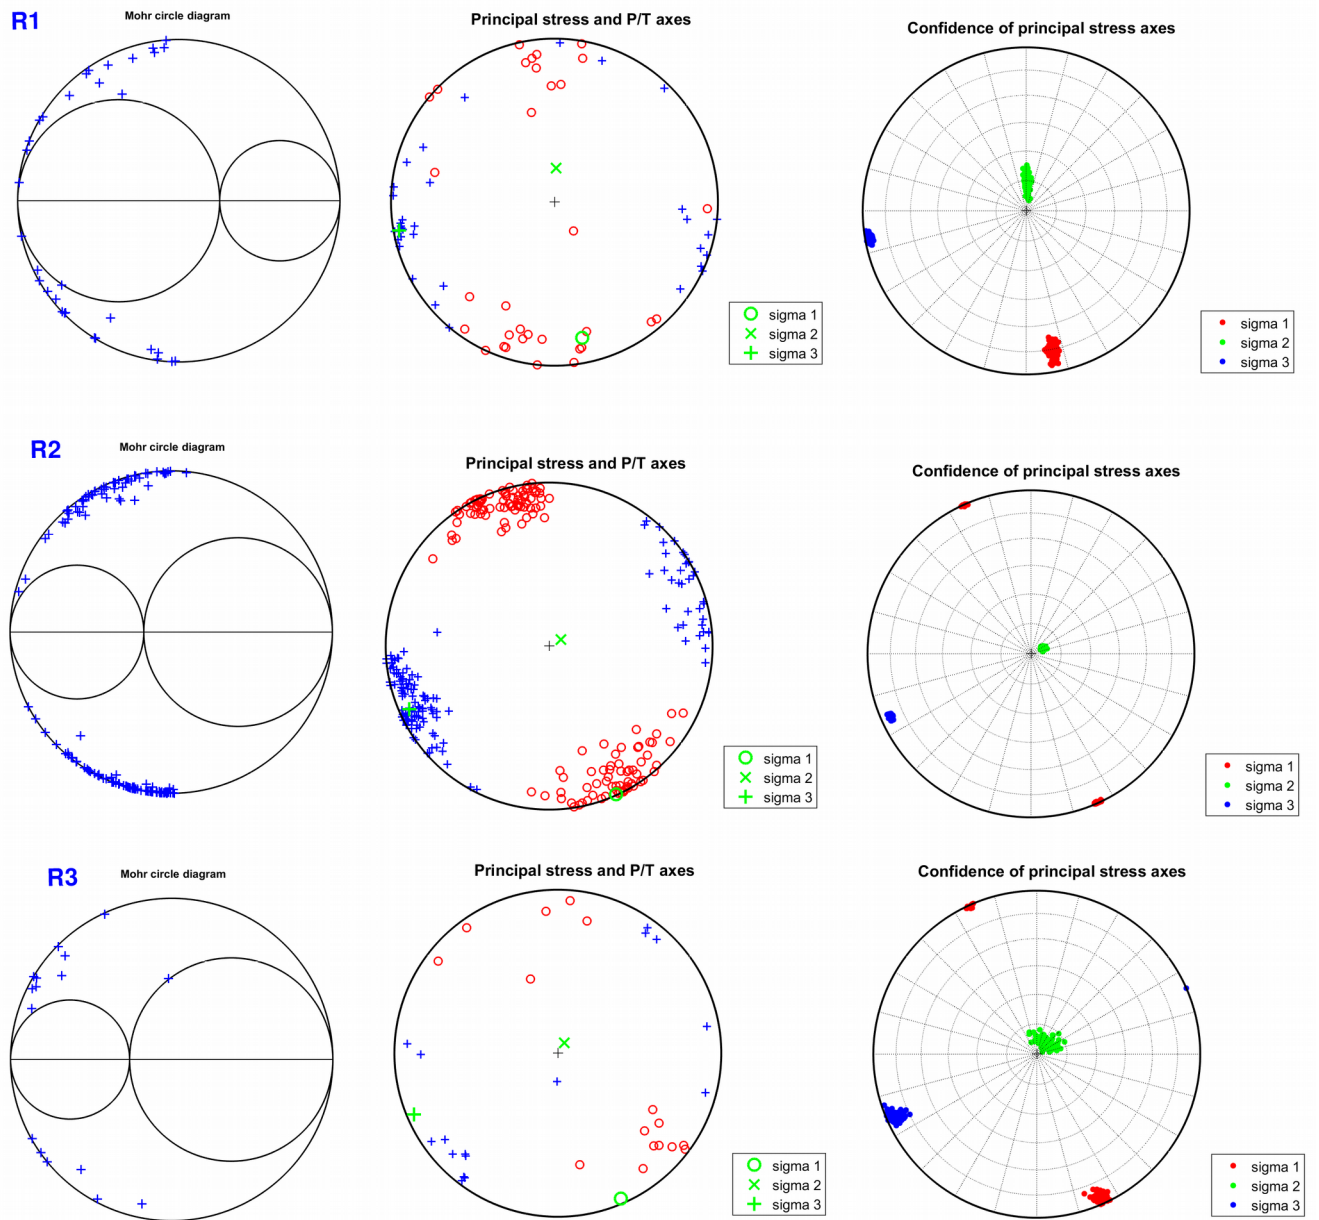 R1
Mohr circle diagram
Principal stress and P/T axes
Confidence of principal stress axes
sigma 1
sigma 2
sigma 3
sigma 1
sigma 2
sigma 3
R2
Mohr circle diagram
Principal stress and P/T axes
Confidence of principal stress axes
sigma 1
sigma 2
sigma 3
sigma 1
sigma 2
sigma 3
R3
Mohr circle diagram
Principal stress and P/T axes
Confidence of principal stress axes
sigma 1
sigma 2
sigma 3
sigma 1
sigma 2
sigma 3